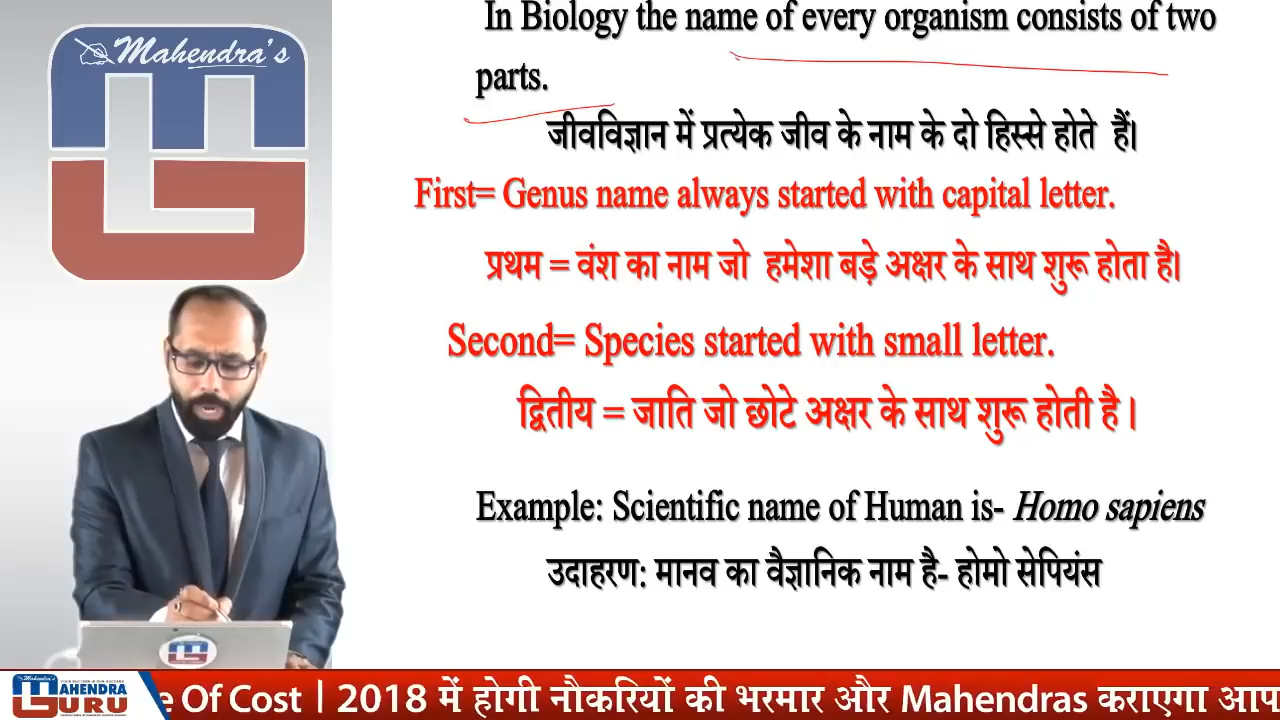 Mahendra's
In Biology the name of every organism consists of two
parts.
जीवविज्ञान में प्रत्येक जीव के नाम के दो हिस्से होते हैं।
First= Genus name always started with capital letter.
प्रथम = वंश का नाम जो हमेशा बड़े अक्षर के साथ शुरू होता है।
Second= Species started with small letter.
द्वितीय = जाति जो छोटे अक्षर के साथ शुरू होती है ।
Example: Scientific name of Human is- Homo sapiens
उदाहरण: मानव का वैज्ञानिक नाम है- होमो सेपियंस
Mahendra's
MAHENDRA
GURU
e Of Cost | 2018 में होगी नौकरियों की भरमार और Mahendras कराएगा आप